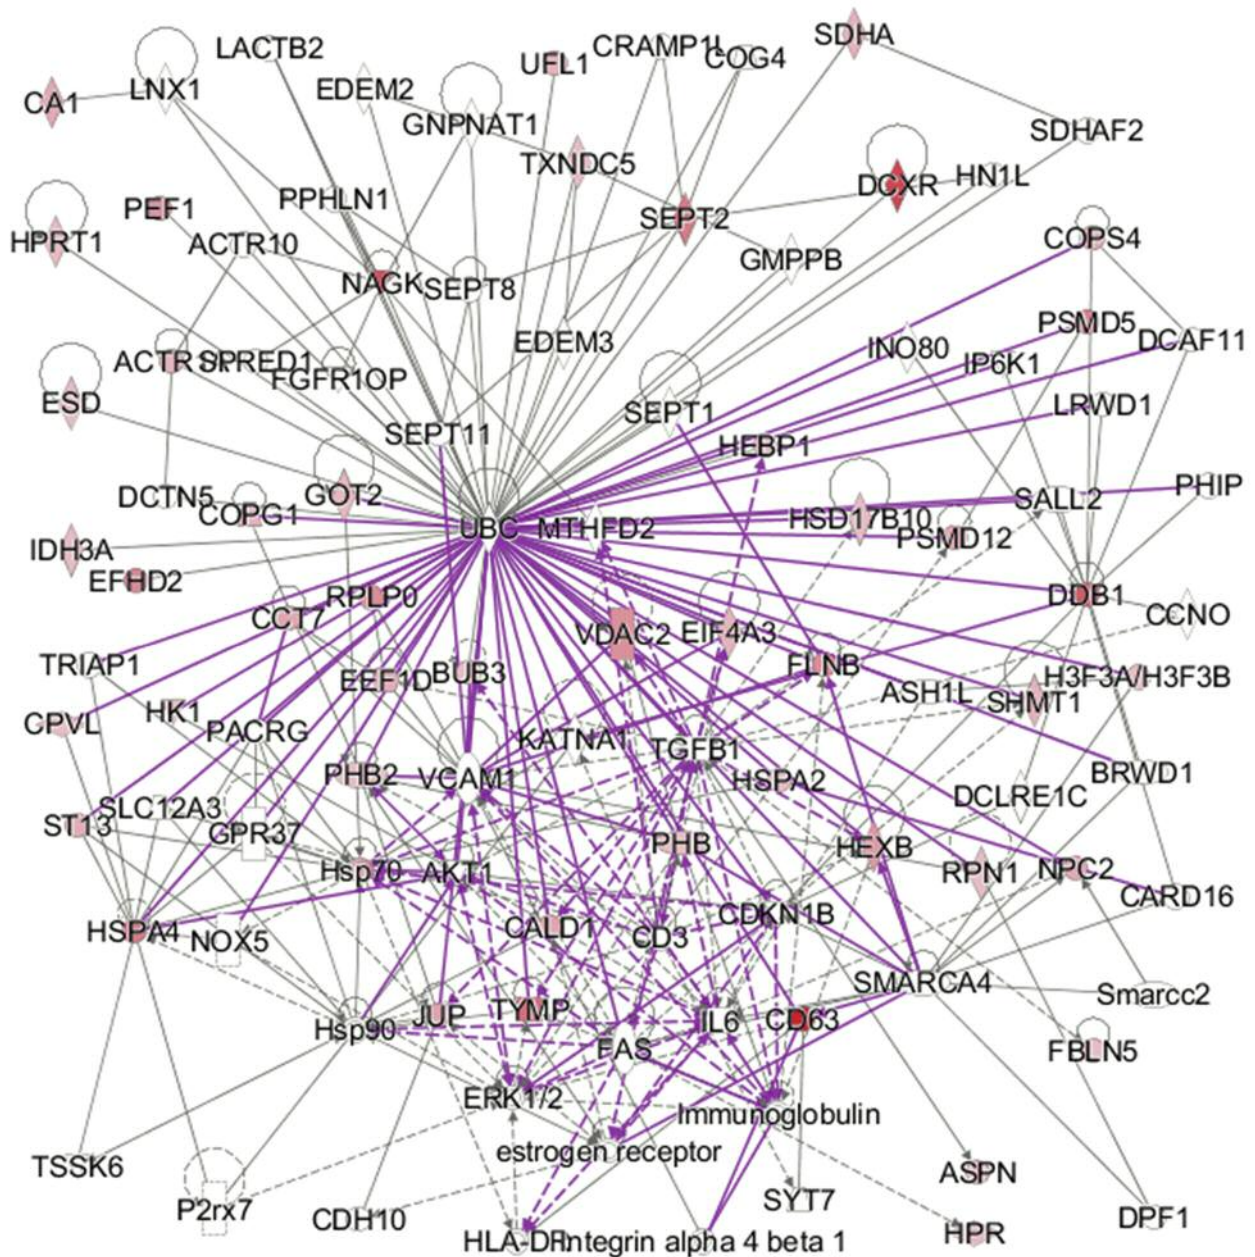 LACTB2
CRAMP1L
SDHA
UFL1
COG4
CA1
LNX1
EDEM2
GNPNAT1
SDHAF2
TXNDC5
DCXR
HN1L
PPHLN1
PEF1
SEPT2
HPRT1
ACTR10
COPS4
GMPPB
NAGK
SEPT8
PSMD5
DCAF11
EDEM3
INO80
IP6K1
SPRED1
FGFR1OP
ESD
LRWD1
SEPT1
SEPT11
HEBP1
PHIP
DCTN5
GOT2
SALL2
COPG1
UBC
MTHFD2
HSD17B10
PSMD12
IDH3A
EFHD2
RPLP0
DDB1
CCNO
CCT7
VDAC2
EIF4A3
TRIAP1
EEF1D
BUB3
FLNB
H3F3A/H3F3B
ASH1L
SHMT1
CPVL
HK1
PACRG
KATNA1
TGFB1
PHB2
VCAM1
HSPA2
BRWD1
DCLRE1C
SLC12A3
ST13
GPR37
PHB
HEXB
Hsp70
AKT1
RPN1
NPC2
CARD16
HSPA4
NOX5
CALD1
CD3
CDKN1B
SMARCA4
Smarcc2
Hsp90
JUP
TYMP
IL6
CD63
FAS
FBLN5
ERK1/2
Immunoglobulin
estrogen receptor
TSSK6
ASPN
P2rx7
CDH10
SYT7
DPF1
HPR
Integrin alpha 4 beta 1